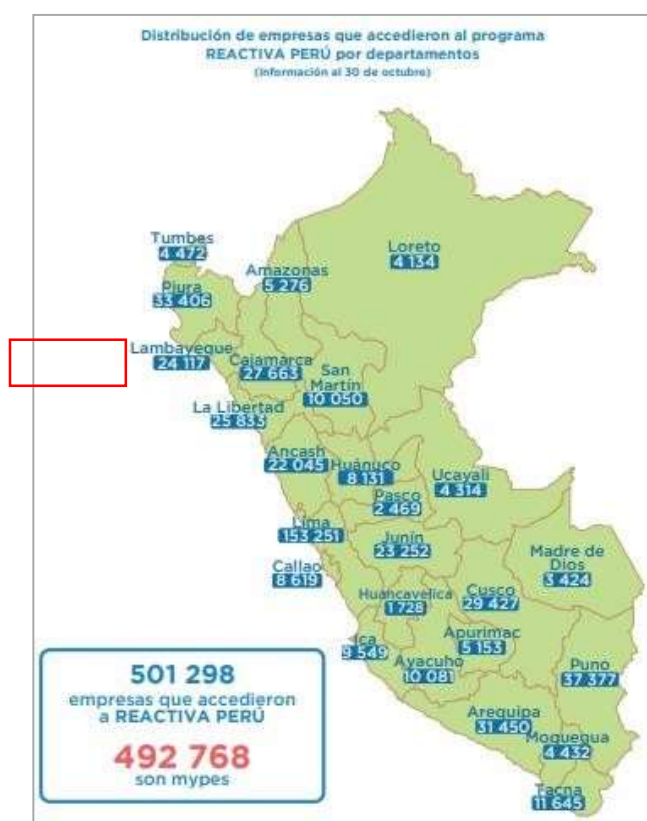 Distribución de empresas que accedieron al programa
REACTIVA PERÚ por departamentos
(Información al 30 de octubre)
Tumbes
4 472
Piura
33 406
Amazonas
5 276
Loreto
4 134
Lambayeque
24 117
Cajamarca
27 663
San
Martín
10 050
La Libertad
25 833
Ancash
22 045
Huánuco
8 131
Ucayali
4 314
Pasco
2 469
Lima
153 251
Junín
23 252
Callao
8 619
Madre de
Dios
3 424
Huancavelica
1 728
Cusco
29 427
Ica
9 549
Ayacuho
10 081
Apurimac
5 153
Puno
37 377
Arequipa
31 450
Moquegua
4 432
Tacna
11 645
501 298
empresas que accedieron
a REACTIVA PERÚ
492 768
son mypes